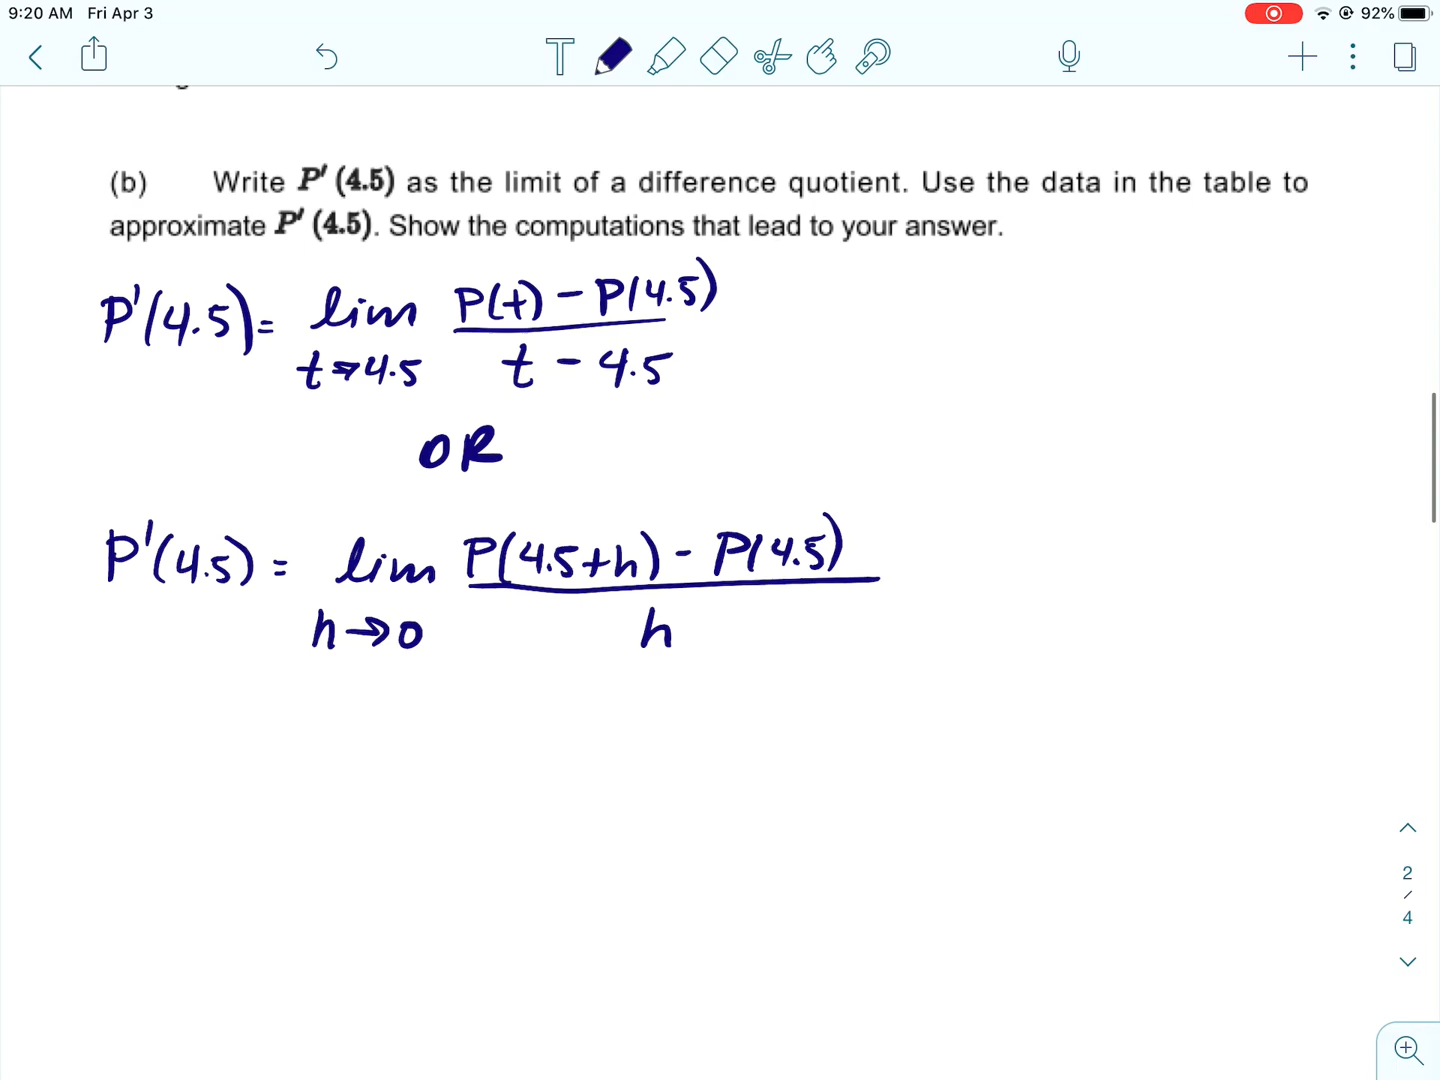 9:20 AM Fri Apr 3
92%
T
(b) Write P′ (4.5) as the limit of a difference quotient. Use the data in the table to
approximate P′ (4.5). Show the computations that lead to your answer.
P'(4.5) = lim P(t) - P(4.5)
t→4.5 t - 4.5
OR
P'(4.5) = lim P(4.5+h) - P(4.5)
h→0 h
2
/
4